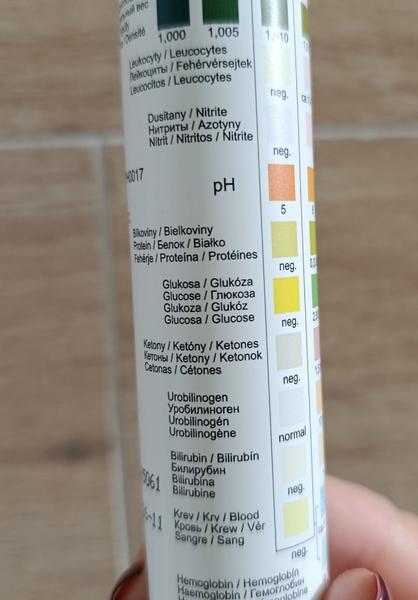 1,000 1,005 1,010
Leukocyty / Leucocytes
Лейкоциты / Fehérvérsejtek
Leucocitos / Leucocytes
neg.
Dusitany / Nitrite
Нитриты / Azotyny
Nitrit / Nitritos / Nitrite
neg.
pH
5
Bílkoviny / Bielkoviny
Protein / Белок / Białko
Fehérje / Proteína / Protéines
neg.
Glukosa / Glukóza
Glucose / Глюкоза
Glukoza / Glukóz
Glucosa / Glucose
neg.
Ketony / Ketóny / Ketones
Кетоны / Ketony / Ketonok
Cetonas / Cétones
neg.
Urobilinogen
Уробилиноген
Urobilinogén
Urobilinogène
normal
Bilirubin / Bilirubín
Билирубин
Bilirubina
Bilirubine
neg.
5061
Krev / Krv / Blood
Кровь / Krew / Vér
Sangre / Sang
-11
neg.
Hemoglobin / Hemoglobín
Haemoglobin / Гемоглобин